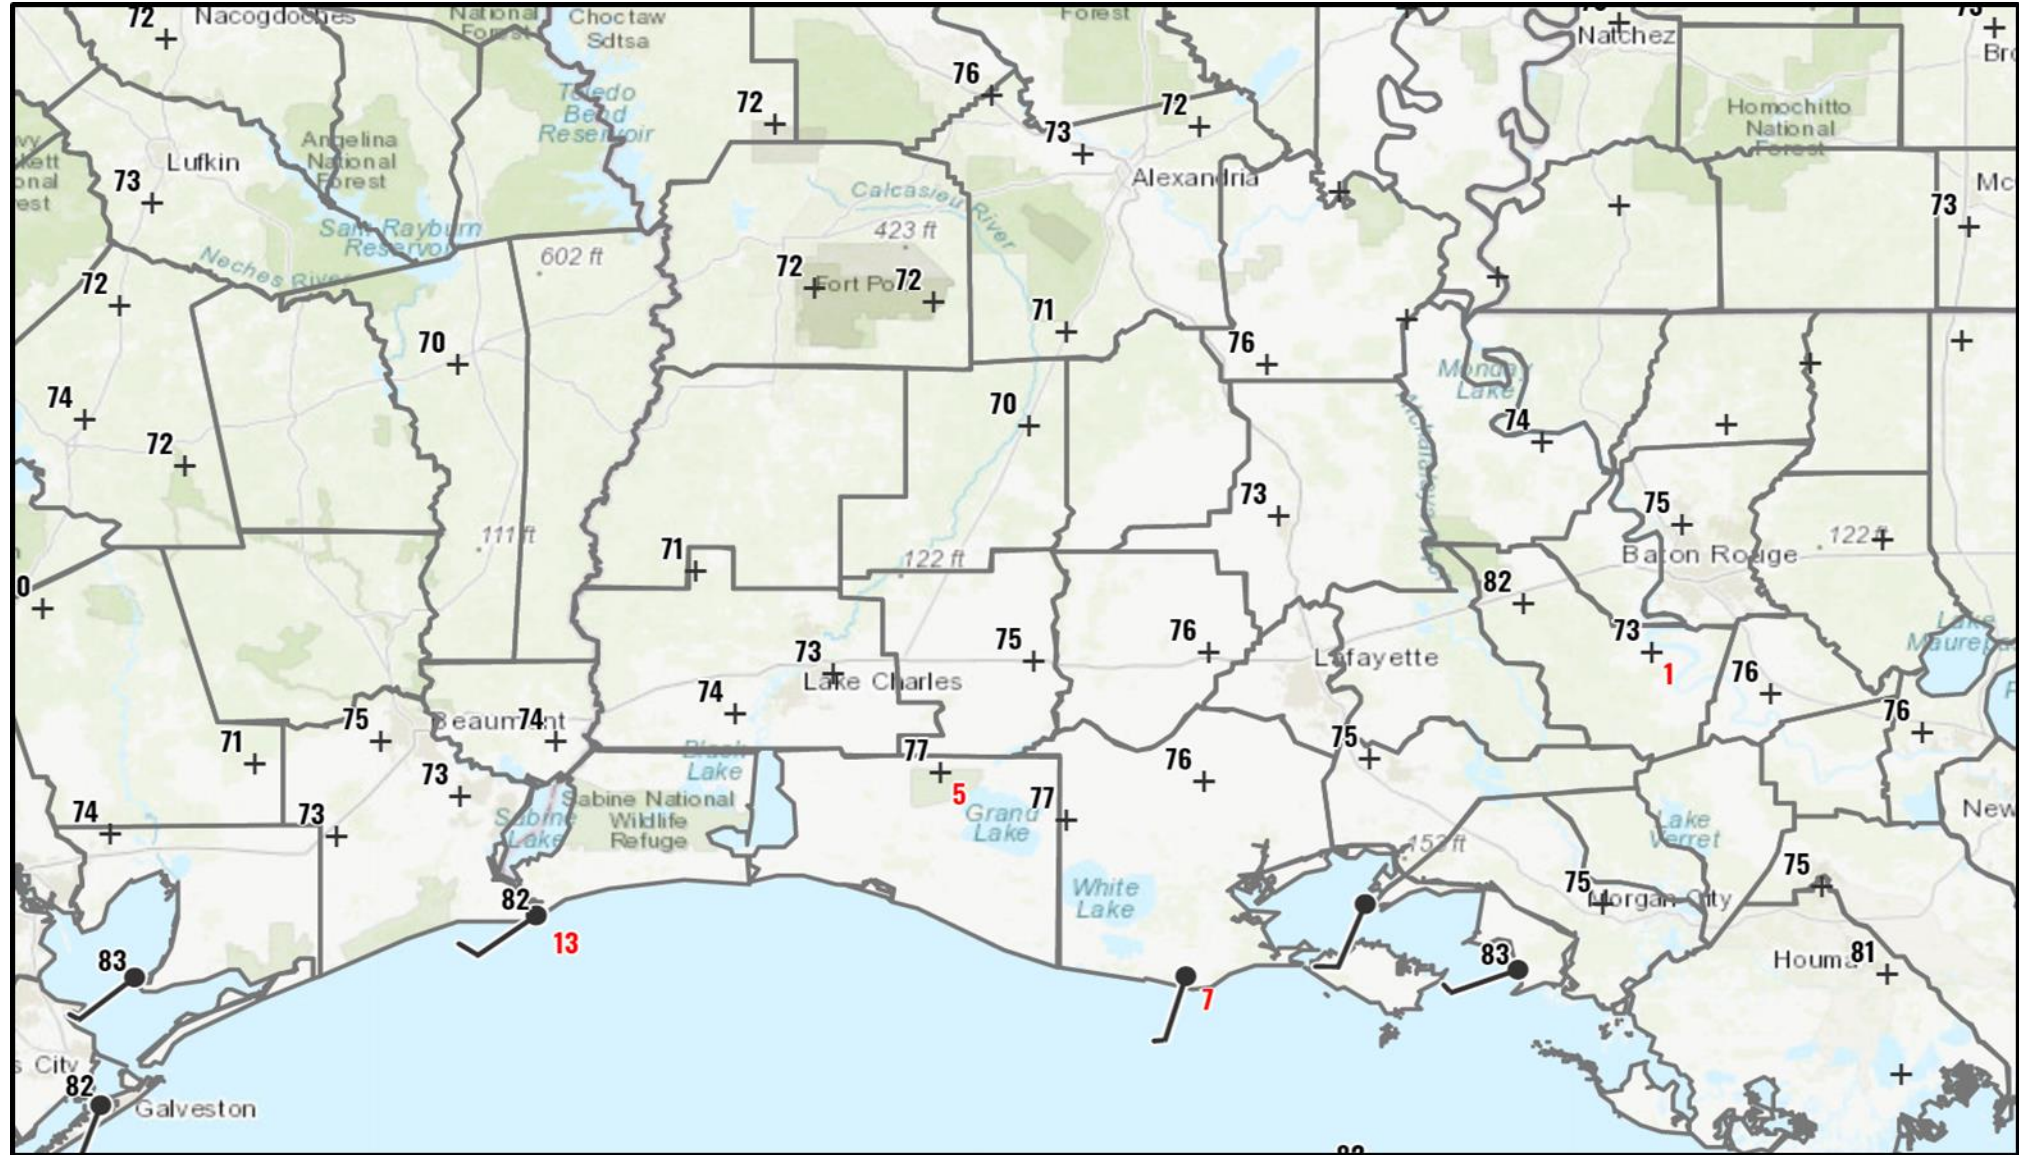 72
Nacogdoches
National
Forest
Choctaw
Sdtsa
Forest
Natchez
Homochitto
National
Forest
76
72
72
73
Toledo
Bend
Reservoir
Angelina
National
Forest
Lufkin
73
Sam Rayburn
Reservoir
Neches River
602 ft
Calcasieu River
423 ft
Alexandria
73
72
72
Fort Po
72
71
70
76
Monday
Lake
74
72
70
74
73
75
Baton Rouge
122 ft
111 ft
71
122 ft
82
73
1
76
76
Lake
Lafayette
76
75
73
Lake Charles
74
75
Beaumont
74
71
73
Black
Lake
77
5
Grand
Lake
77
76
75
Sabine National
Wildlife
Refuge
Sabine
Lake
74
73
White
Lake
153 ft
Lake
Verret
New
75
75
Morgan City
82
13
83
7
83
Houma
81
82
Galveston
s City